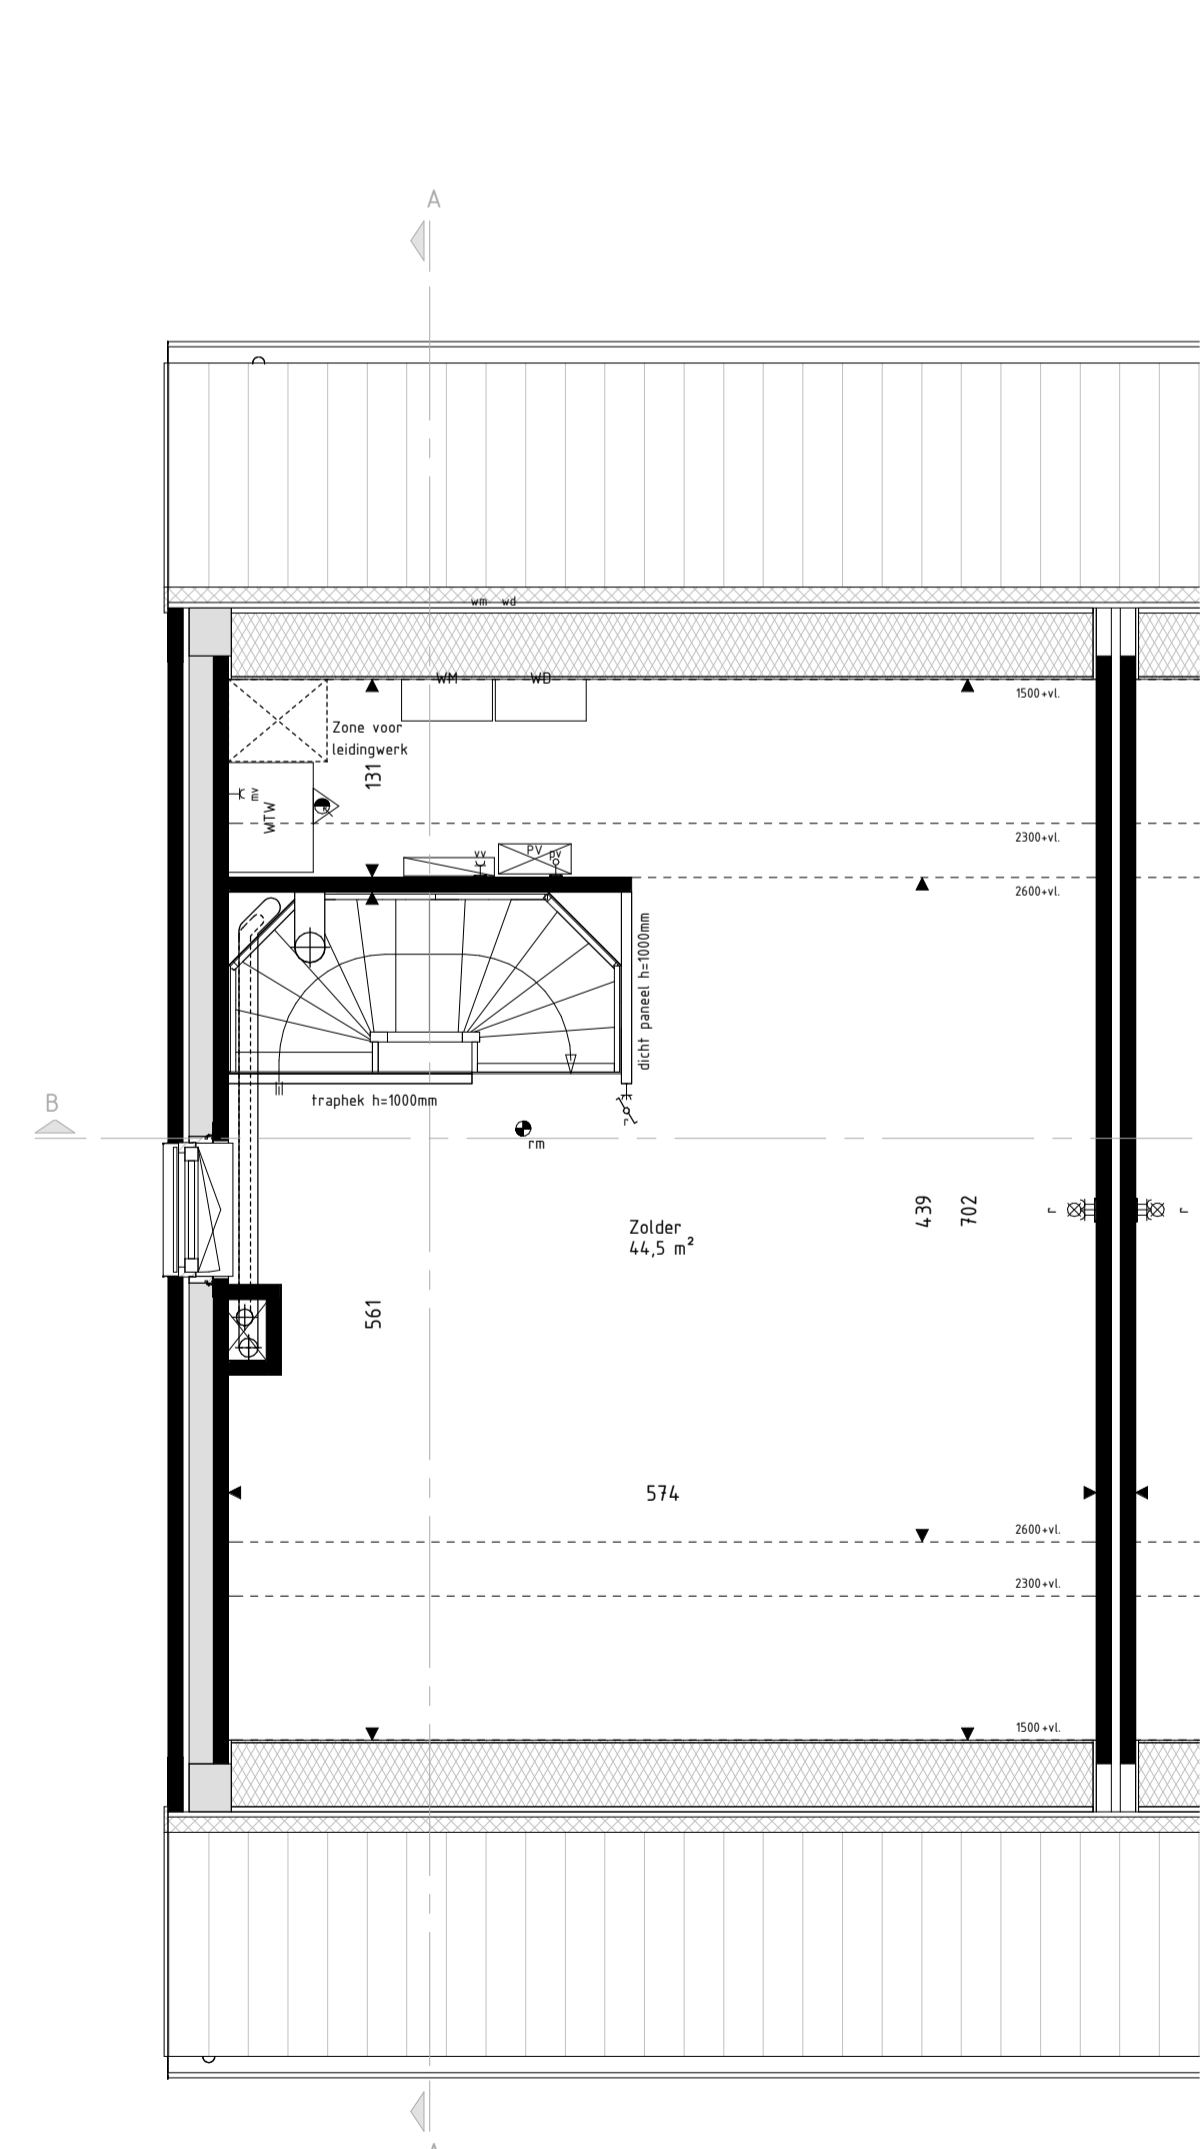 A
wm wd
WM
WD
1500+vl.
Zone voor
leidingwerk
131
mv
WTW
2300+vl.
vv
PV
pv
2600+vl.
dicht paneel h=1000mm
traphek h=1000mm
B
r
rm
439
702
r
r
Zolder
44,5 m²
561
574
2600+vl.
2300+vl.
1500+vl.
A